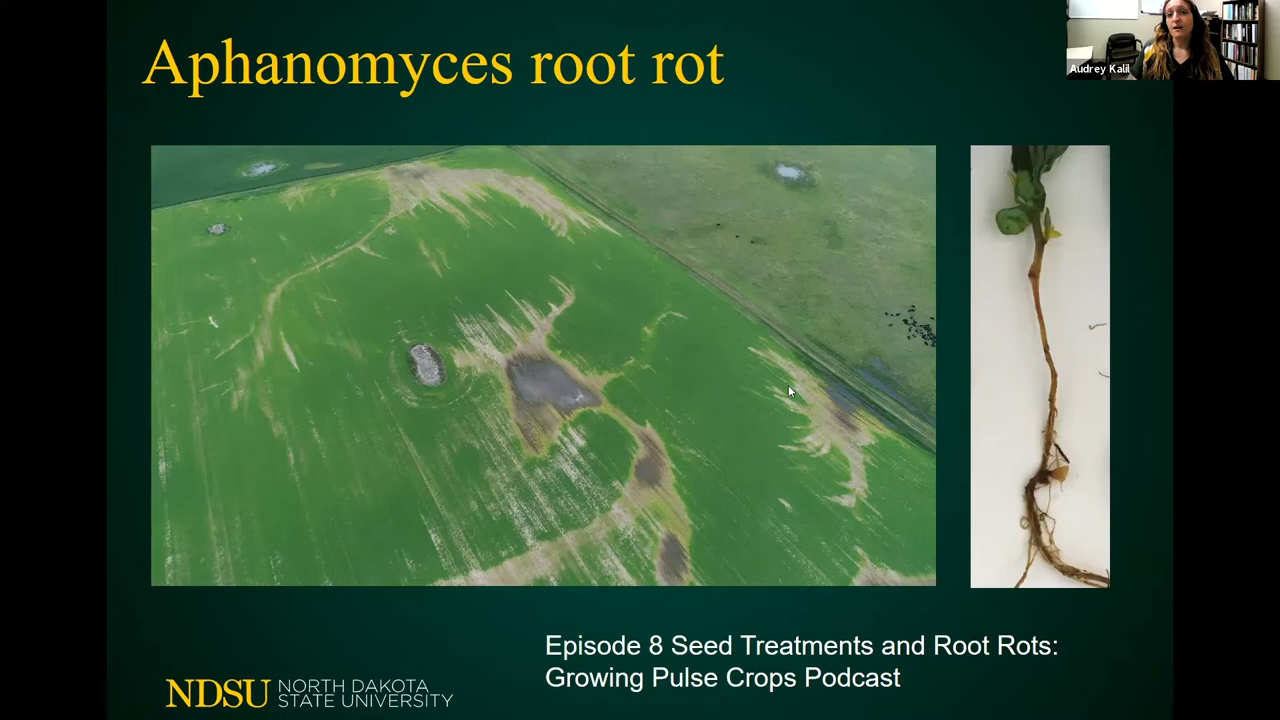 Aphanomyces root rot
Audrey Kalil
Episode 8 Seed Treatments and Root Rots:
Growing Pulse Crops Podcast
NDSU NORTH DAKOTA
STATE UNIVERSITY